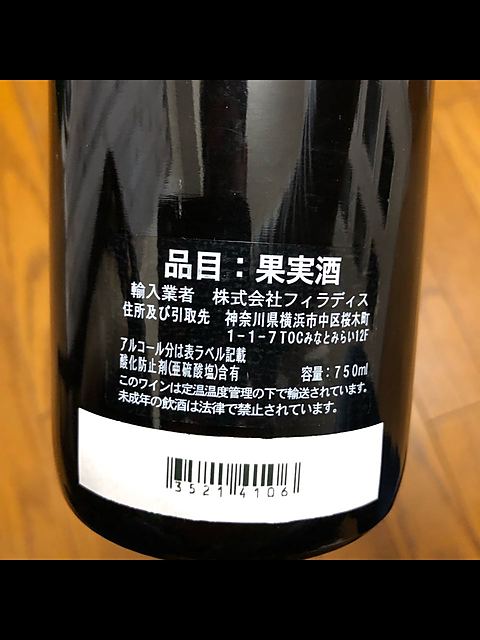 品目：果実酒
輸入業者　株式会社フィラディス
住所及び引取先　神奈川県横浜市中区桜木町
1-1-7TOCみなとみらい12F
アルコール分は表ラベル記載
酸化防止剤(亜硫酸塩)含有　容量：750ml
このワインは定温温度管理の下で輸送されています。
未成年の飲酒は法律で禁止されています。
35214106